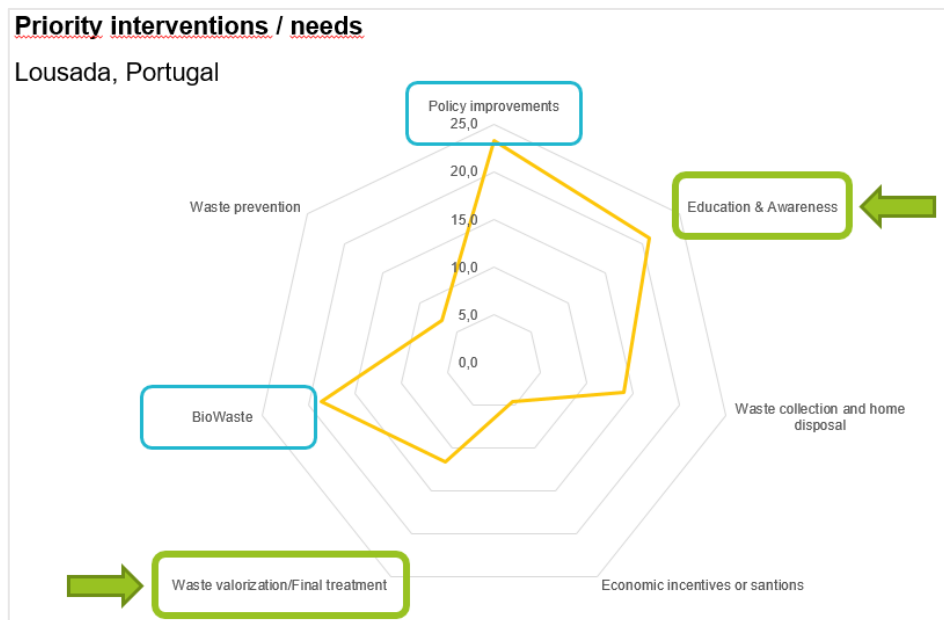 Priority interventions / needs
Lousada, Portugal
Policy improvements
25,0
20,0
15,0
10,0
5,0
0,0
Education & Awareness
Waste collection and home
disposal
Economic incentives or santions
Waste valorization/Final treatment
BioWaste
Waste prevention